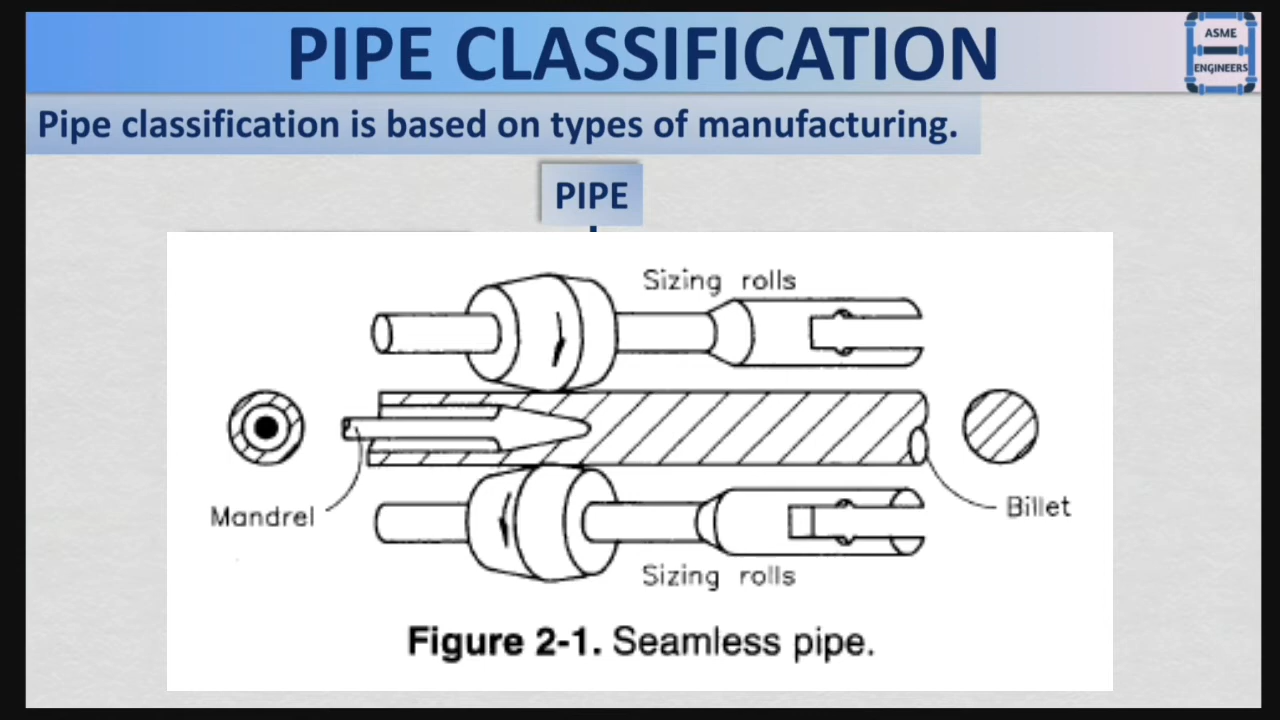 PIPE CLASSIFICATION
ASME
ENGINEERS
Pipe classification is based on types of manufacturing.
PIPE
Sizing rolls
Mandrel
Billet
Sizing rolls
Figure 2-1. Seamless pipe.